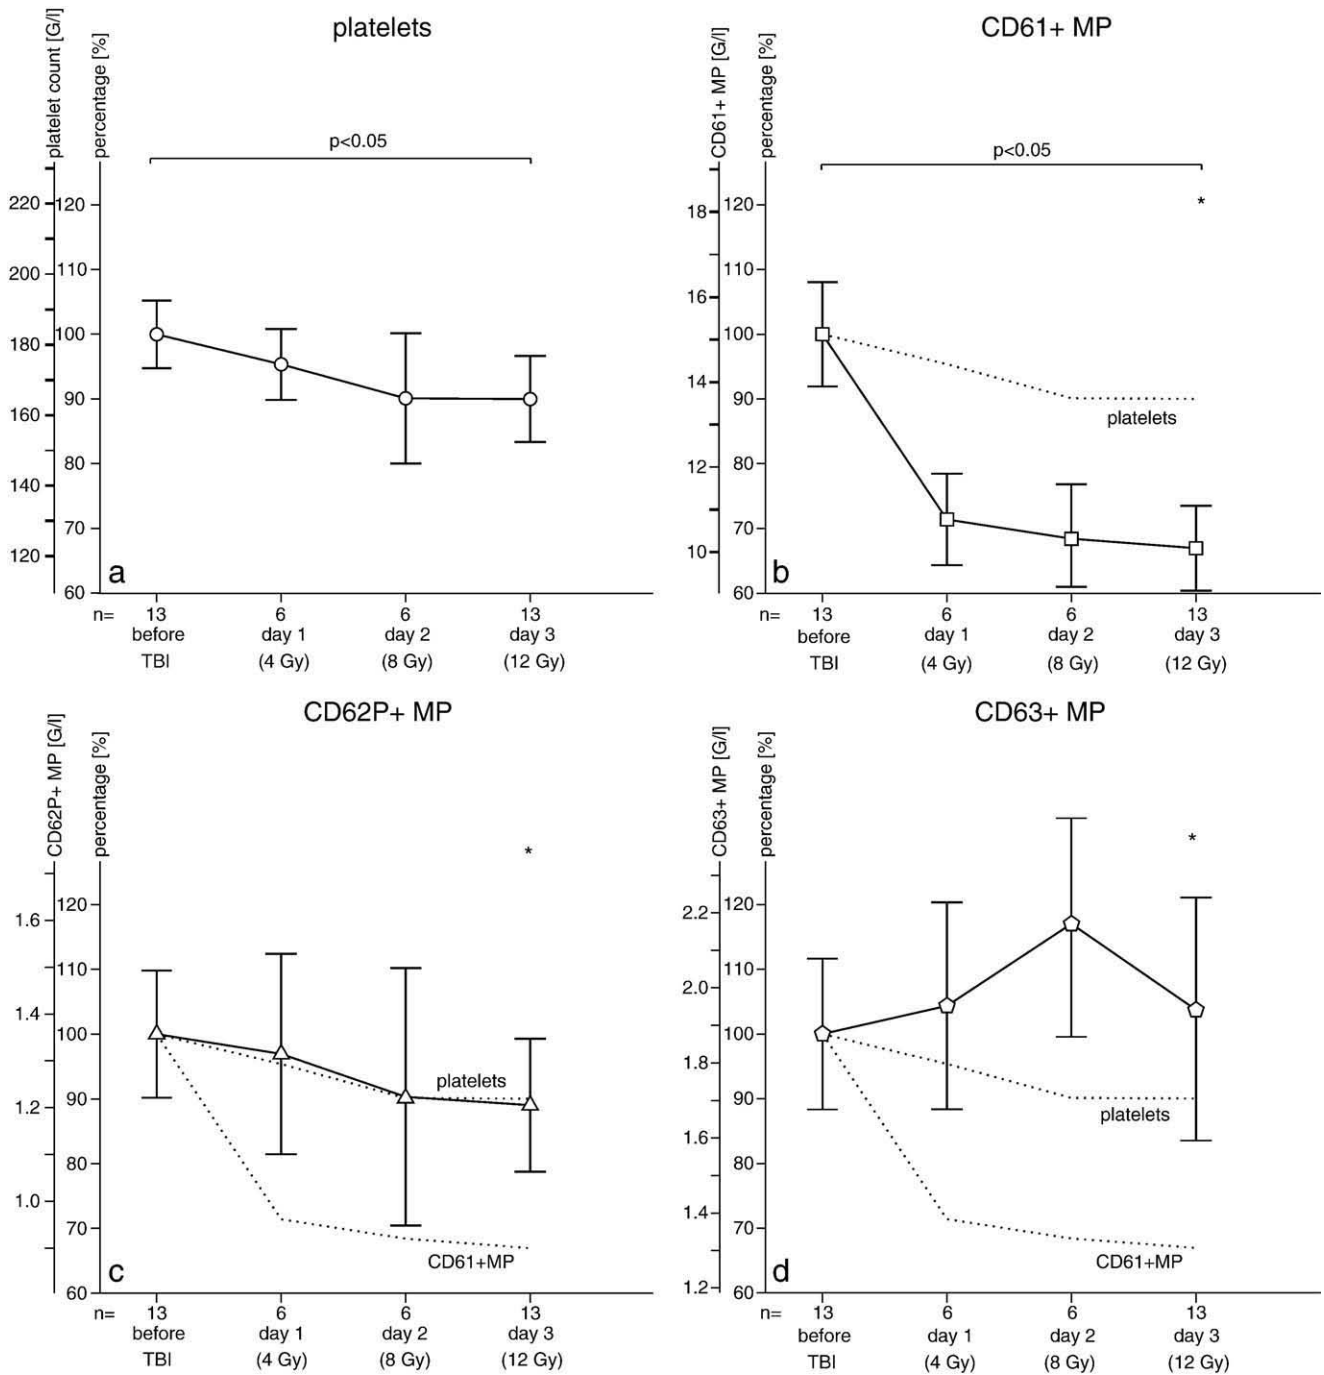 platelets
platelet count [G/l]
percentage [%]
p<0.05
220
200
180
160
140
120
120
110
100
90
80
70
60
a
n= 13 6 6 13
before day 1 day 2 day 3
TBI (4 Gy) (8 Gy) (12 Gy)
CD61+ MP
CD61+ MP [G/l]
percentage [%]
p<0.05
*
18
16
14
12
10
120
110
100
90
80
70
60
platelets
b
n= 13 6 6 13
before day 1 day 2 day 3
TBI (4 Gy) (8 Gy) (12 Gy)
CD62P+ MP
CD62P+ MP [G/l]
percentage [%]
*
1.6
1.4
1.2
1.0
120
110
100
90
80
70
60
platelets
CD61+MP
c
n= 13 6 6 13
before day 1 day 2 day 3
TBI (4 Gy) (8 Gy) (12 Gy)
CD63+ MP
CD63+ MP [G/l]
percentage [%]
*
2.2
2.0
1.8
1.6
1.4
1.2
120
110
100
90
80
70
60
platelets
CD61+MP
d
n= 13 6 6 13
before day 1 day 2 day 3
TBI (4 Gy) (8 Gy) (12 Gy)